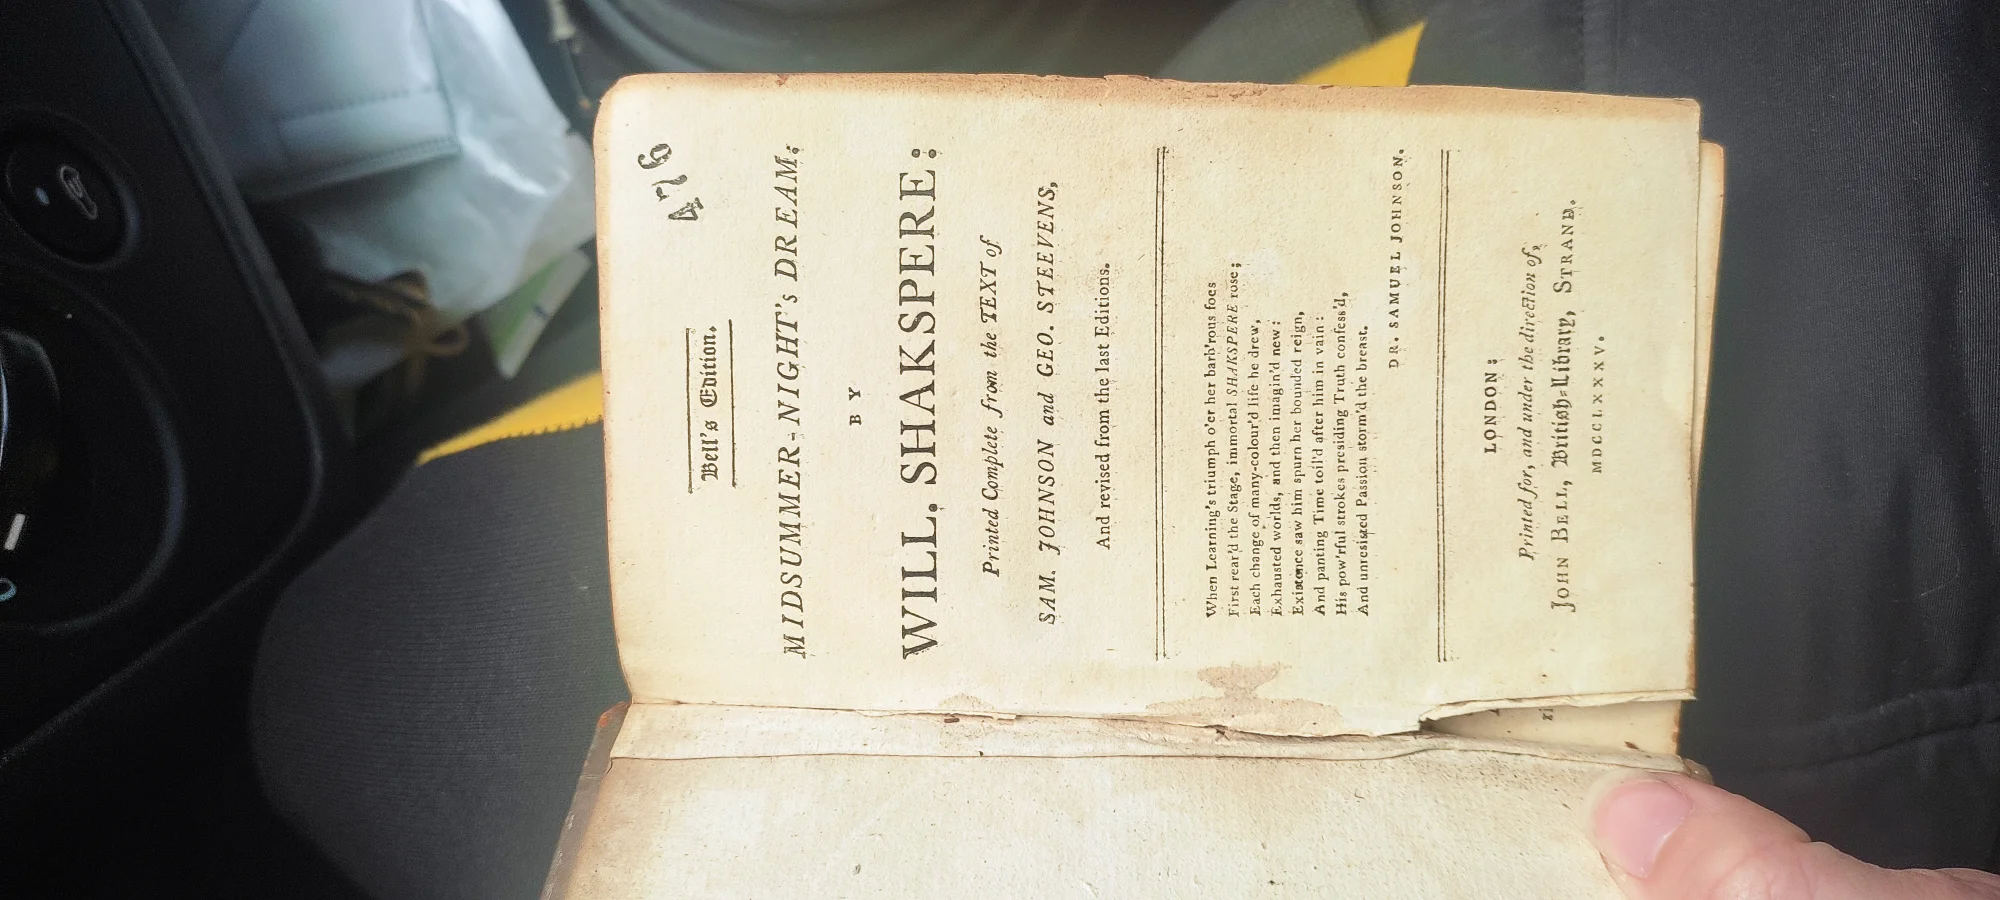 A76
Bell's Edition.
MIDSUMMER-NIGHT's DREAM:
BY
WILL. SHAKSPERE:
Printed Complete from the TEXT of
SAM. JOHNSON and GEO. STEEVENS,
And revised from the last Editions.
When Learning's triumph o'er her barb'rous foes
First rear'd the Stage, immortal SHAKSPERE rose;
Each change of many-colour'd life he drew,
Exhausted worlds, and then imagin'd new:
Existence saw him spurn her bounded reign,
And panting Time toil'd after him in vain:
His pow'rful strokes presiding Truth confess'd,
And unresisted Passion storm'd the breast.
DR. SAMUEL JOHNSON.
LONDON:
Printed for, and under the direction of,
JOHN BELL, British-Library, STRAND.
MDCCLXXXV.